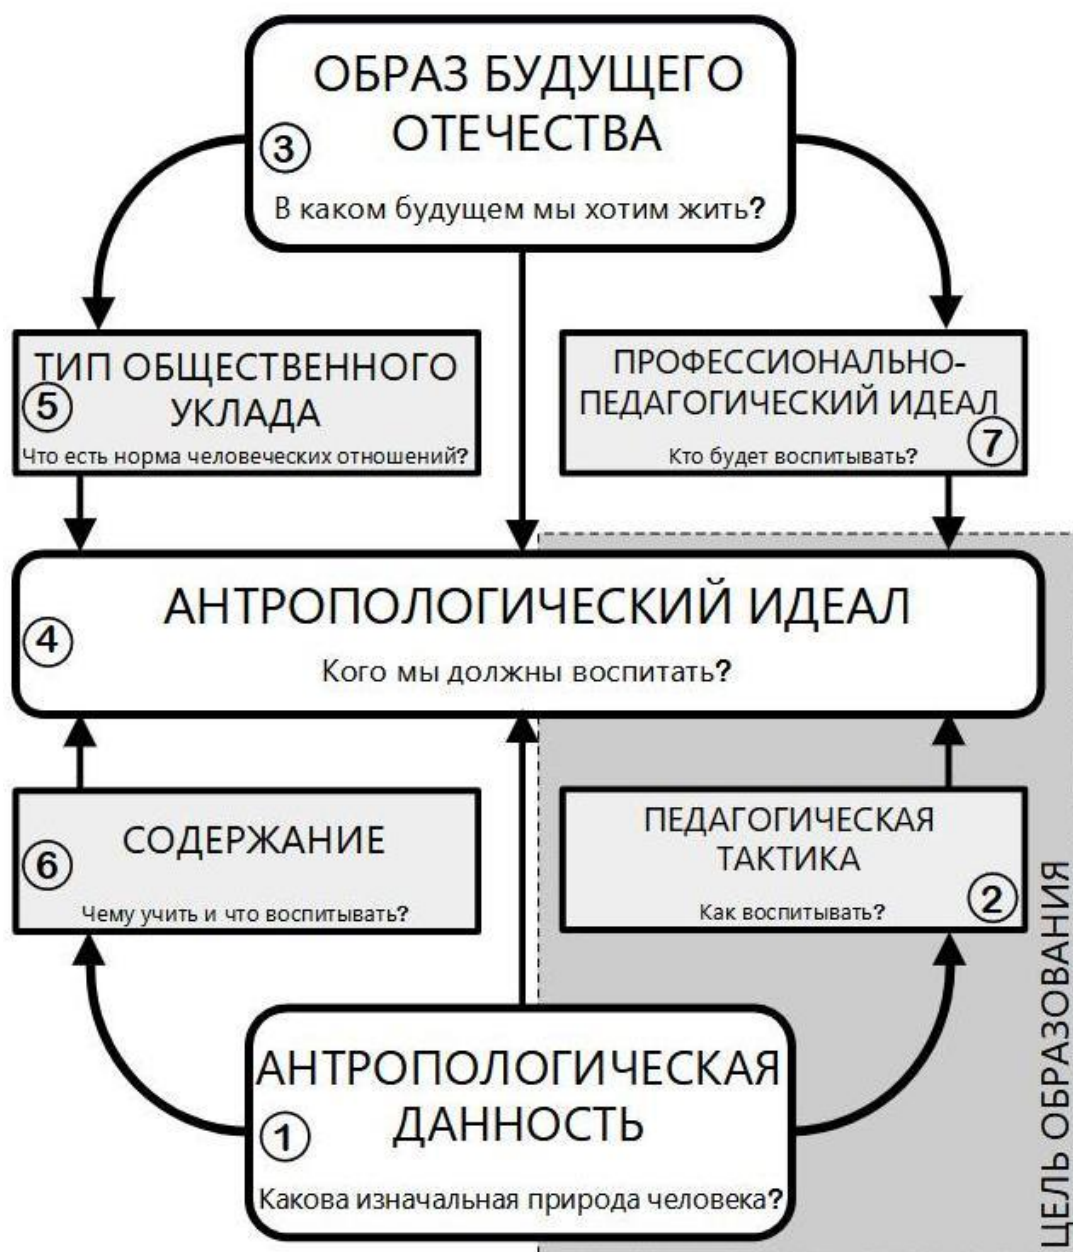 ОБРАЗ БУДУЩЕГО
ОТЕЧЕСТВА
3
В каком будущем мы хотим жить?
ТИП ОБЩЕСТВЕННОГО
УКЛАДА
5
Что есть норма человеческих отношений?
ПРОФЕССИОНАЛЬНО-
ПЕДАГОГИЧЕСКИЙ ИДЕАЛ
7
Кто будет воспитывать?
АНТРОПОЛОГИЧЕСКИЙ ИДЕАЛ
4
Кого мы должны воспитать?
СОДЕРЖАНИЕ
6
Чему учить и что воспитывать?
ПЕДАГОГИЧЕСКАЯ
ТАКТИКА
2
Как воспитывать?
АНТРОПОЛОГИЧЕСКАЯ
ДАННОСТЬ
1
Какова изначальная природа человека?
ЦЕЛЬ ОБРАЗОВАНИЯ